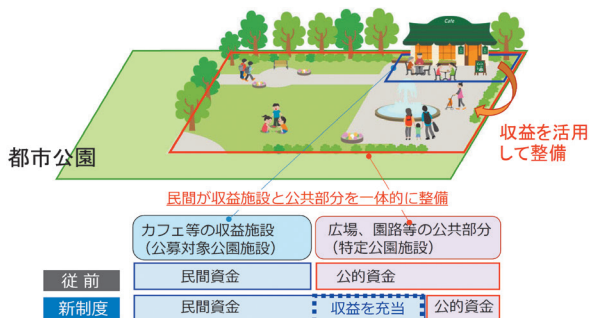 Cafe
収益を活用
して整備
都市公園
民間が収益施設と公共部分を一体的に整備
カフェ等の収益施設
（公募対象公園施設）
広場、園路等の公共部分
（特定公園施設）
従前
民間資金
公的資金
新制度
民間資金
収益を充当
公的資金